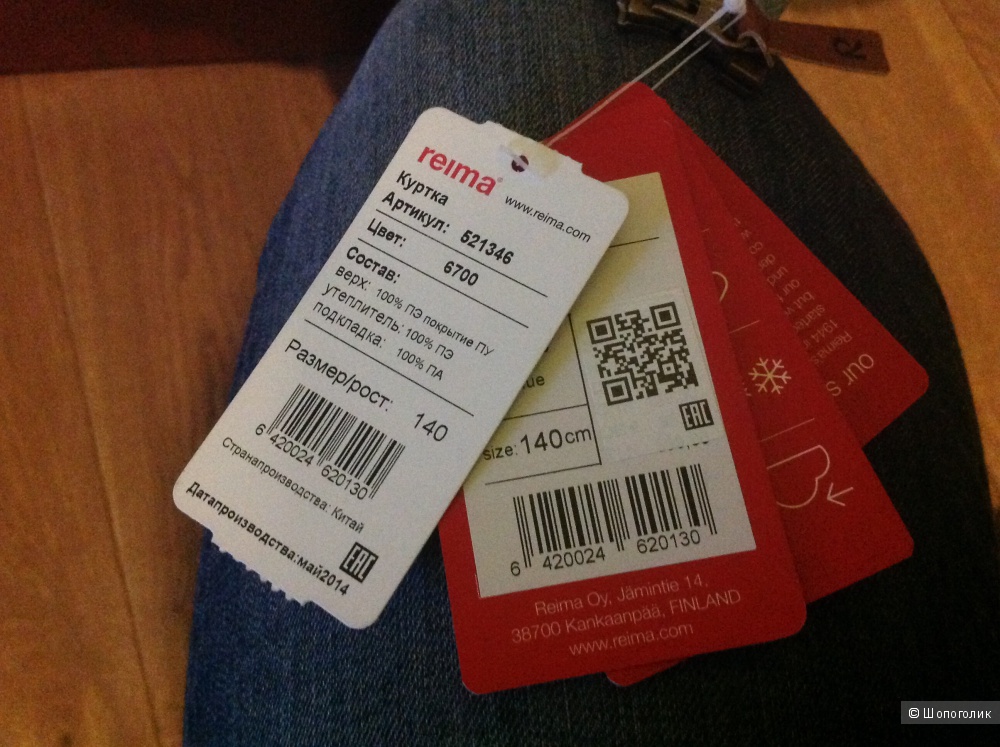 reima
www.reima.com
Куртка
Артикул: 521346
Цвет: 6700
Состав:
верх: 100% ПЭ покрытие ПУ
утеплитель: 100% ПЭ
подкладка: 100% ПА
Размер/рост: 140
6 420024 620130
Странапроизводства: Китай
Датапроизводства:май2014
EAC
size: 140cm
EAC
6 420024 620130
Reima Oy, Jämintie 14,
38700 Kankaanpää, FINLAND
www.reima.com
our s
R
© Шопоголик